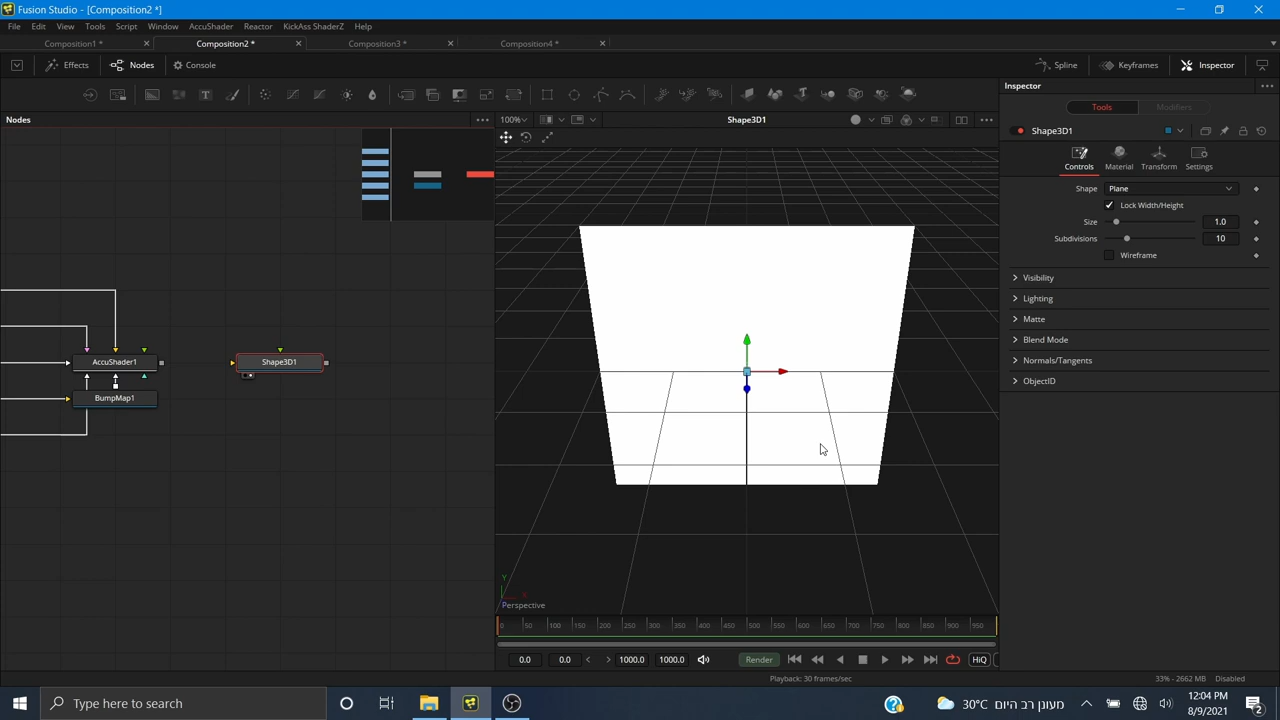 Fusion Studio - [Composition2 *]
File Edit View Tools Script Window AccuShader Reactor KickAss ShaderZ Help
Composition1 * Composition2 * Composition3 * Composition4 *
Effects Nodes Console Spline Keyframes Inspector
Nodes
100% Shape3D1
Inspector
Tools Modifiers
Shape3D1
Controls Material Transform Settings
Shape Plane
Lock Width/Height
Size 1.0
Subdivisions 10
Wireframe
Visibility
Lighting
Matte
Blend Mode
Normals/Tangents
ObjectID
AccuShader1
BumpMap1
Shape3D1
Y
X
Perspective
0 50 100 150 200 250 300 350 400 450 500 550 600 650 700 750 800 850 900 950
0.0 0.0 1000.0 1000.0 Render HiQ
Playback: 30 frames/sec
33% - 2662 MB Disabled
Type here to search
30°C מעונן רב היום
12:04 PM
8/9/2021
2